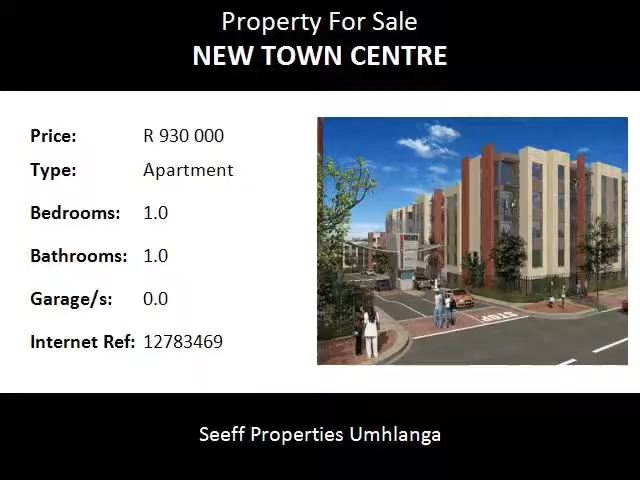 Property For Sale
NEW TOWN CENTRE
Price: R 930 000
Type: Apartment
Bedrooms: 1.0
Bathrooms: 1.0
Garage/s: 0.0
Internet Ref: 12783469
STOP
Seeff Properties Umhlanga